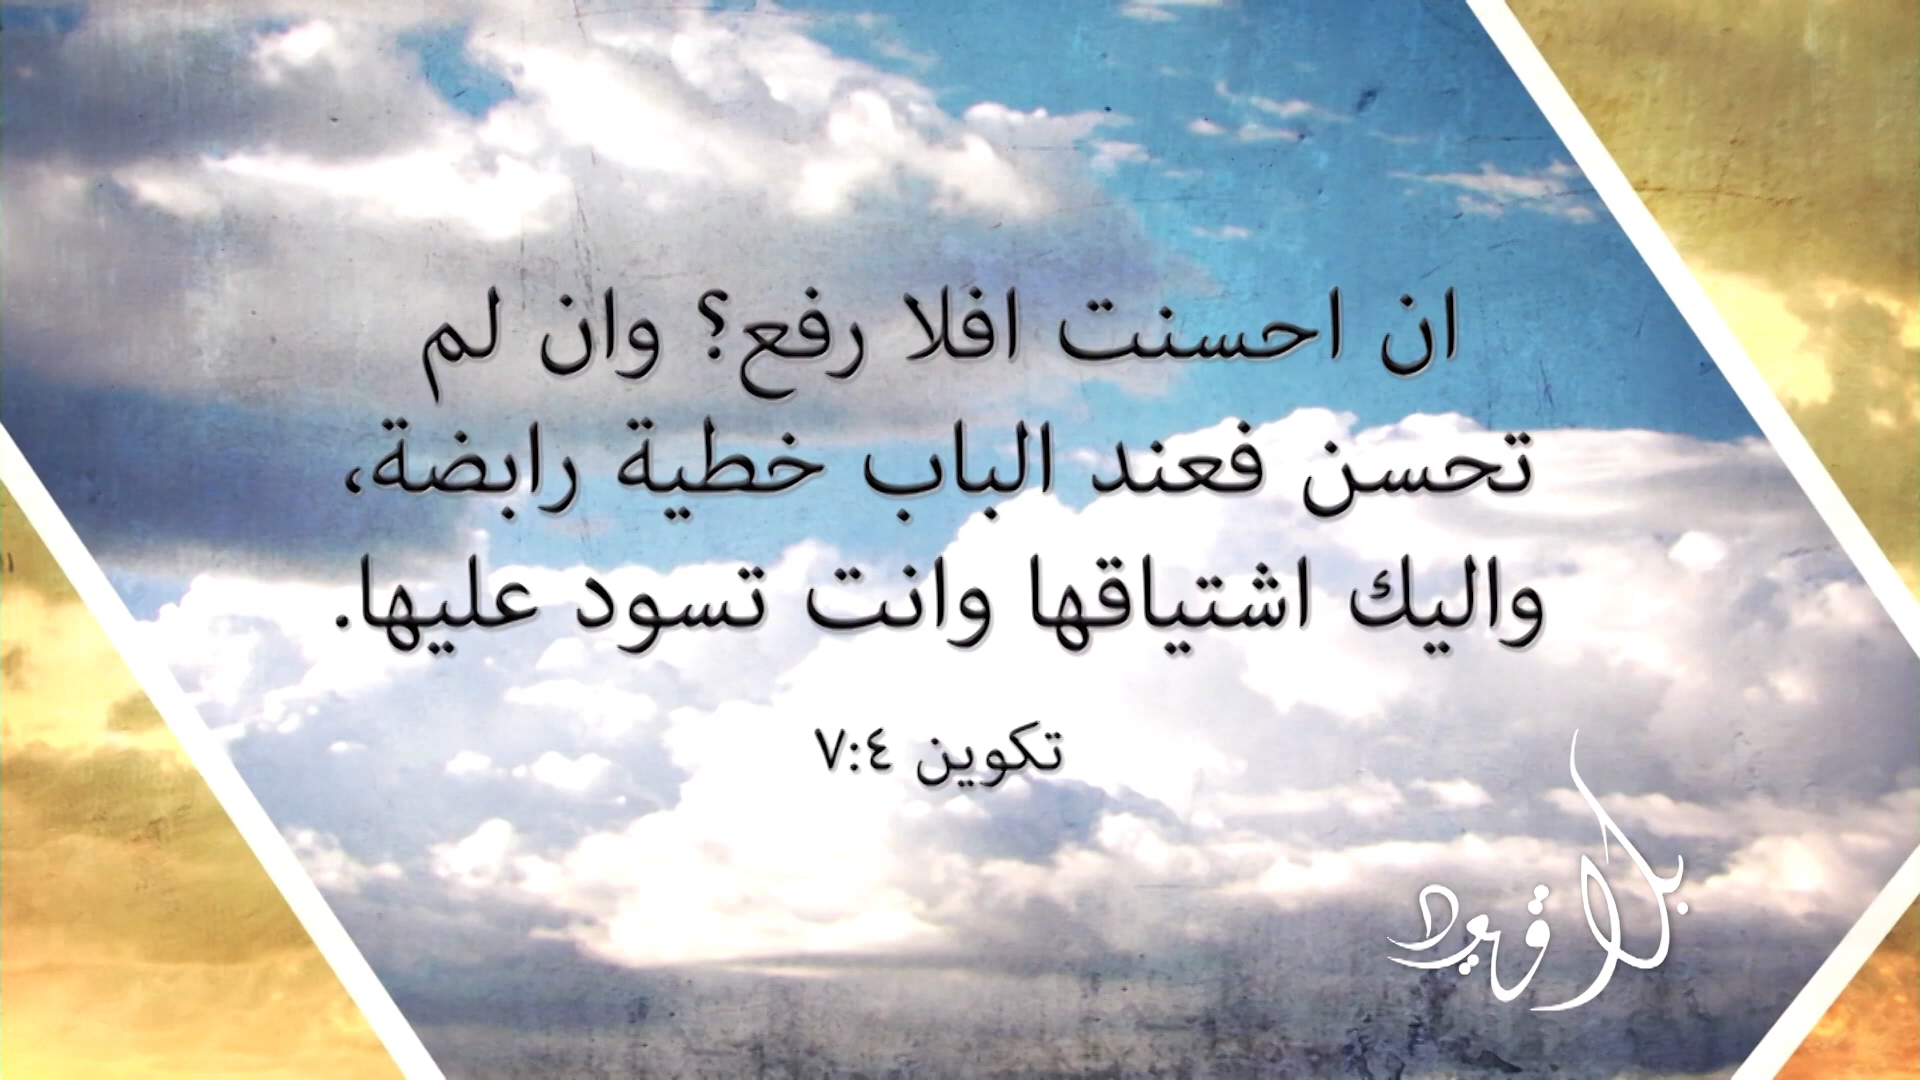 ان احسنت افلا رفع؟ وان لم
تحسن فعند الباب خطية رابضة،
واليك اشتياقها وانت تسود عليها.
تكوين ٧:٤
بلا قيود